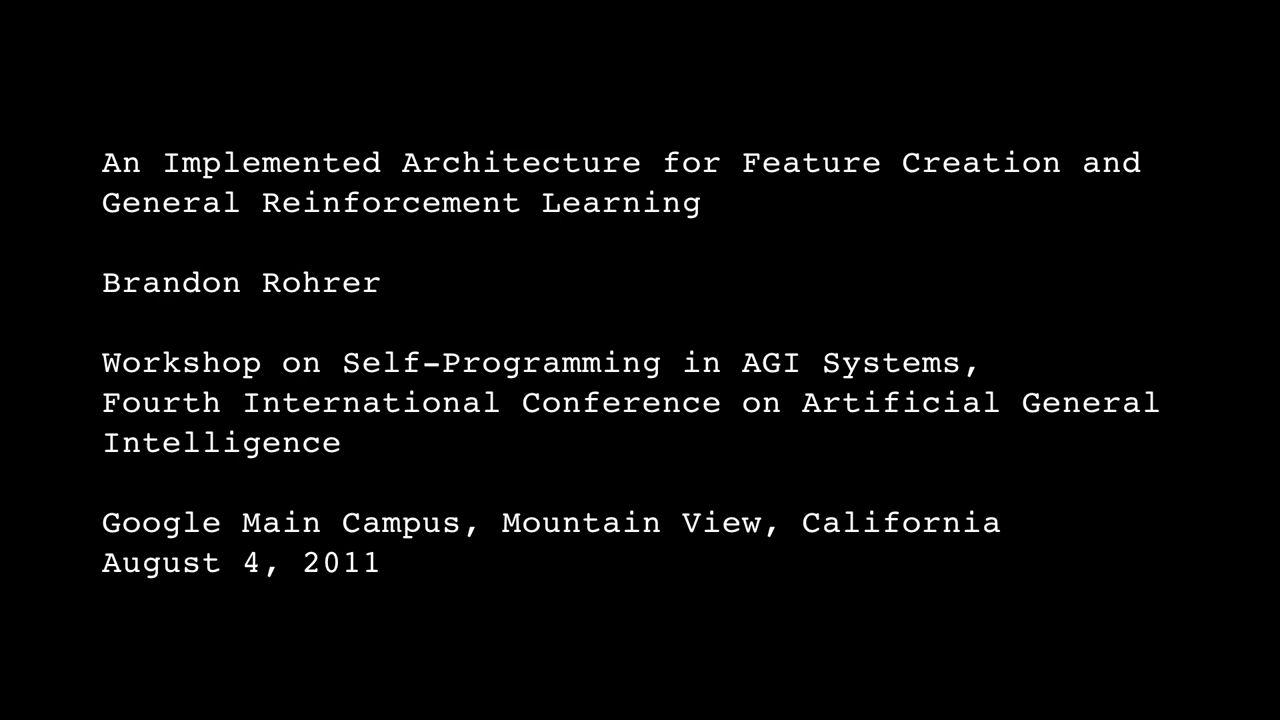 An Implemented Architecture for Feature Creation and
General Reinforcement Learning
Brandon Rohrer
Workshop on Self-Programming in AGI Systems,
Fourth International Conference on Artificial General
Intelligence
Google Main Campus, Mountain View, California
August 4, 2011